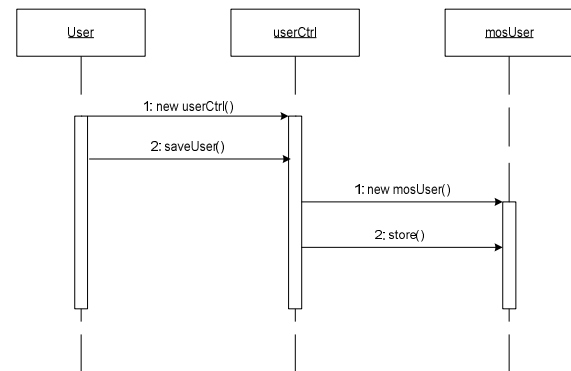 User
userCtrl
mosUser
1: new userCtrl()
2: saveUser()
1: new mosUser()
2: store()